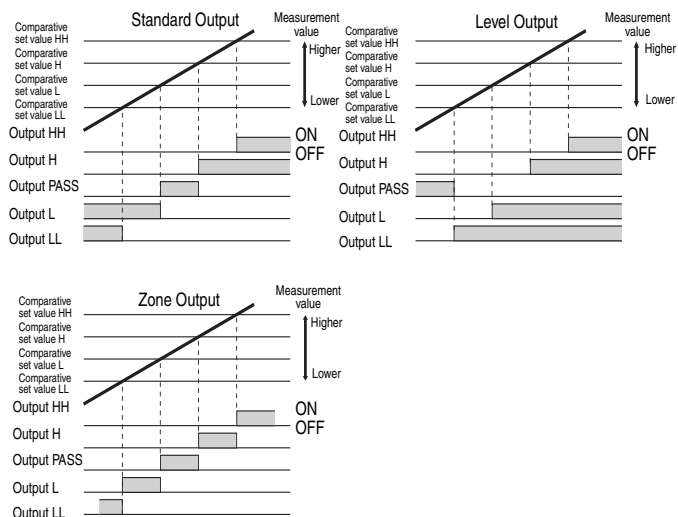 Standard Output
Measurement
value
Comparative
set value HH
Comparative
set value H
Comparative
set value L
Comparative
set value LL
Higher
Lower
Output HH
ON
OFF
Output H
Output PASS
Output L
Output LL
Level Output
Measurement
value
Comparative
set value HH
Comparative
set value H
Comparative
set value L
Comparative
set value LL
Higher
Lower
Output HH
ON
OFF
Output H
Output PASS
Output L
Output LL
Zone Output
Measurement
value
Comparative
set value HH
Comparative
set value H
Comparative
set value L
Comparative
set value LL
Higher
Lower
Output HH
ON
OFF
Output H
Output PASS
Output L
Output LL